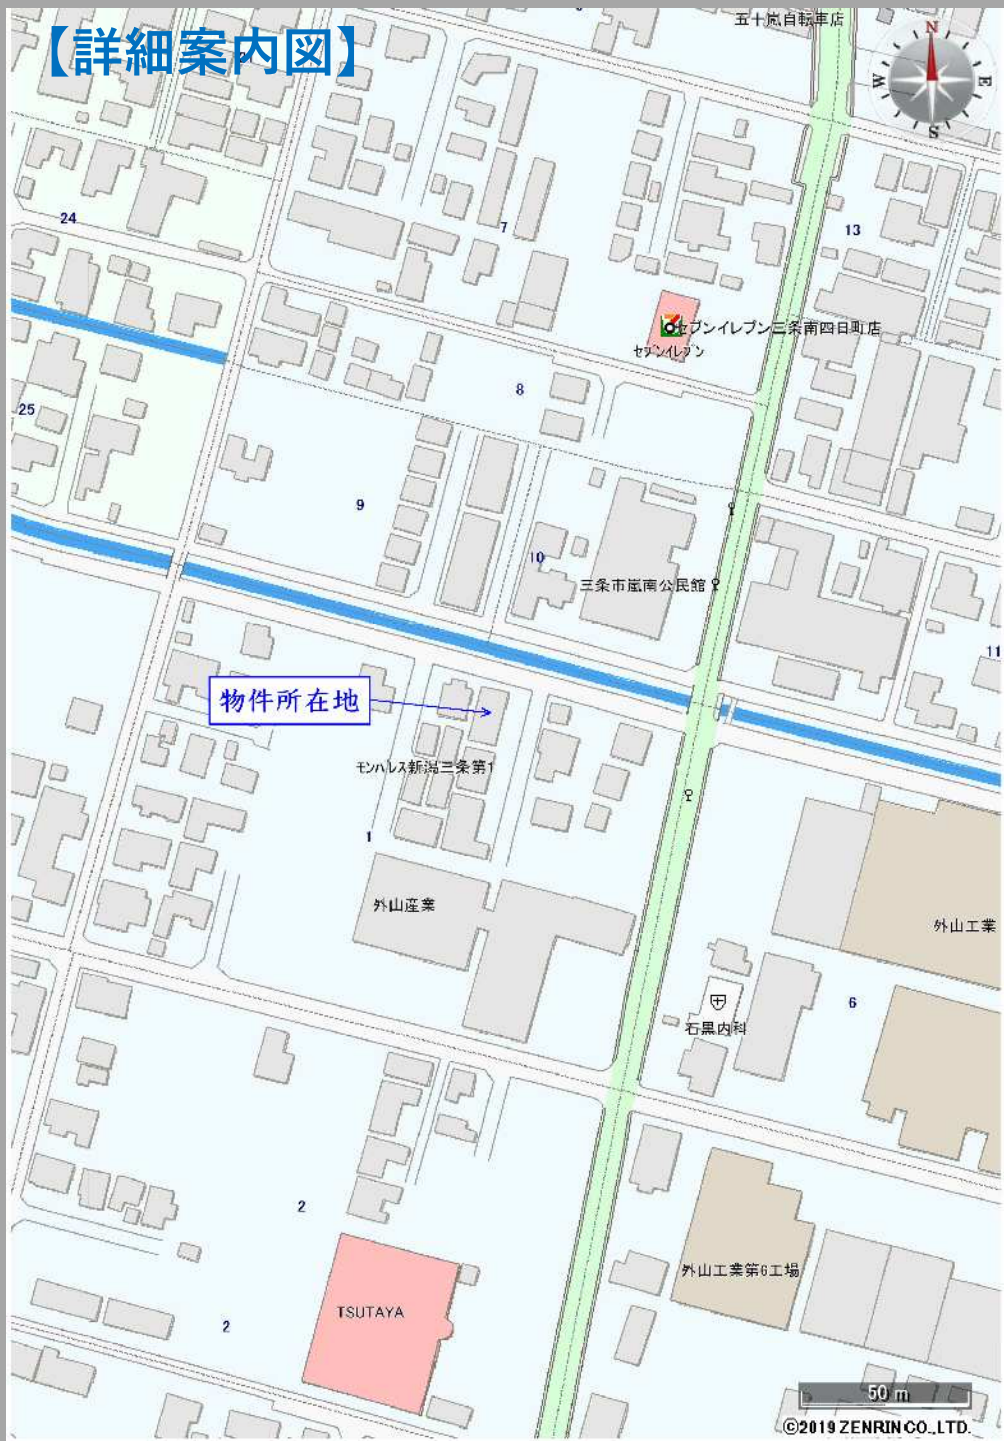 五十嵐自転車店
【詳細案内図】
N
W
E
S
24
7
13
セブンイレブン三条南四日町店
セブンイレブン
8
25
9
10
三条市嵐南公民館
11
物件所在地
モンパレス新潟三条第1
1
外山産業
外山工業
6
石黒内科
2
外山工業第6工場
TSUTAYA
2
50 m
©2019 ZENRIN CO., LTD.